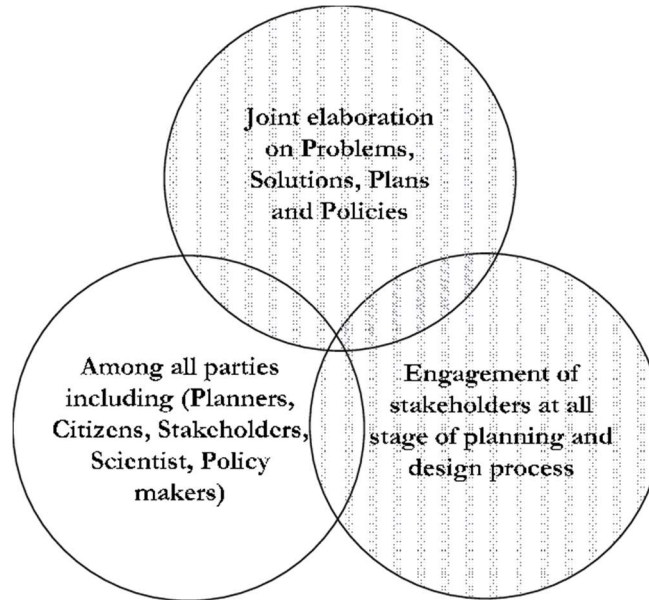 Joint elaboration
on Problems,
Solutions, Plans
and Policies
Among all parties
including (Planners,
Citizens, Stakeholders,
Scientist, Policy
makers)
Engagement of
stakeholders at all
stage of planning and
design process